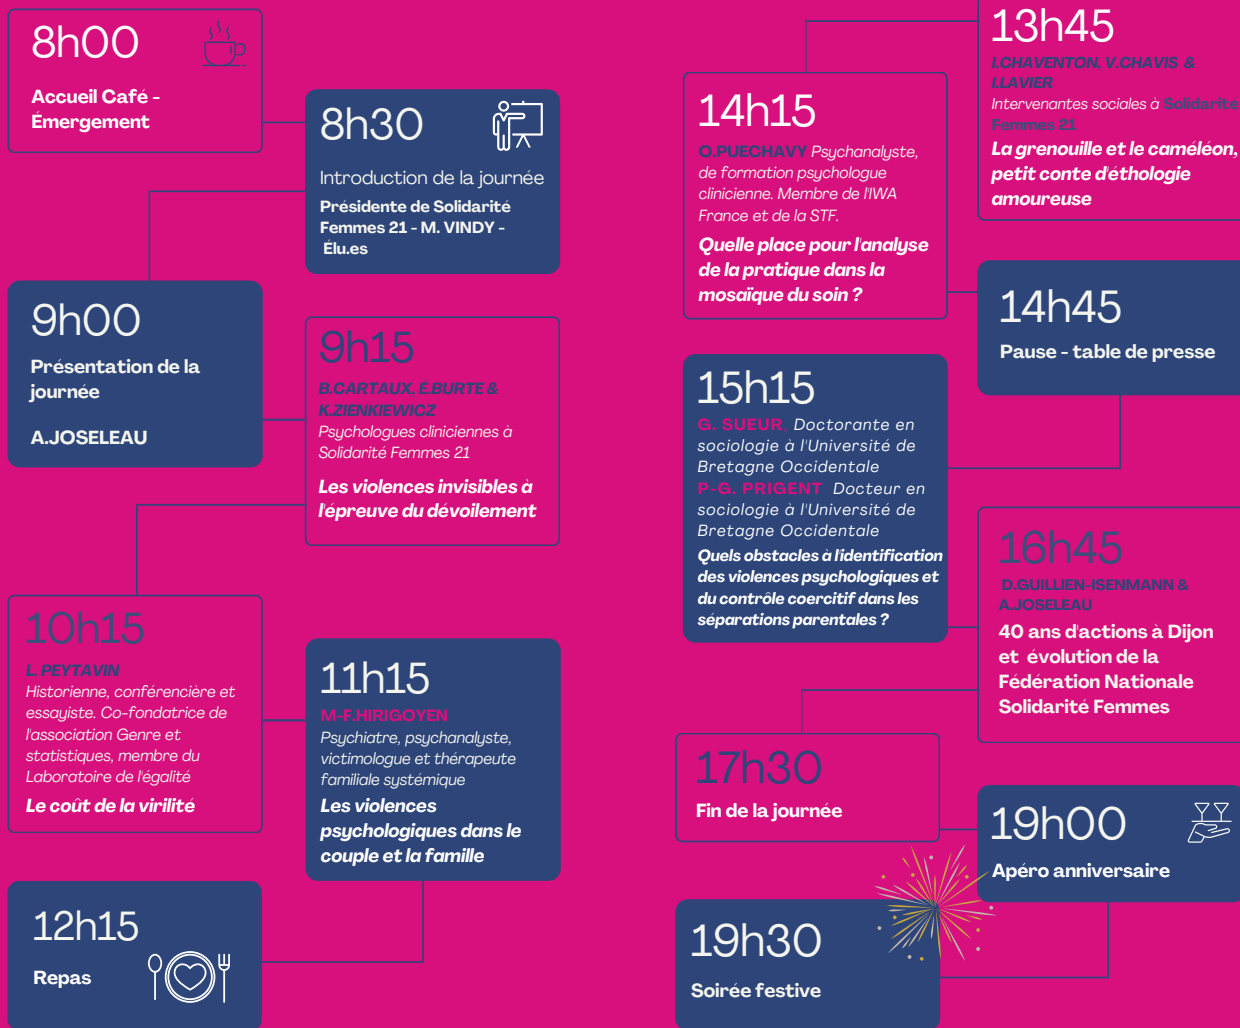 8h00
Accueil Café -
Émergement
8h30
Introduction de la journée
Présidente de Solidarité
Femmes 21 - M. VINDY -
Élu.es
9h00
Présentation de la
journée
A.JOSELEAU
9h15
B.CARTAUX, E.BURTE &
K.ZIENKIEWICZ
Psychologues cliniciennes à
Solidarité Femmes 21
Les violences invisibles à
l'épreuve du dévoilement
10h15
L. PEYTAVIN
Historienne, conférencière et
essayiste. Co-fondatrice de
l'association Genre et
statistiques, membre du
Laboratoire de l'égalité
Le coût de la virilité
11h15
M-F.HIRIGOYEN
Psychiatre, psychanalyste,
victimologue et thérapeute
familiale systémique
Les violences
psychologiques dans le
couple et la famille
12h15
Repas
13h45
I.CHAVENTON, V.CHAVIS &
I.LAVIER
Intervenantes sociales à Solidarité
Femmes 21
La grenouille et le caméléon,
petit conte d'éthologie
amoureuse
14h15
O.PUECHAVY Psychanalyste,
de formation psychologue
clinicienne. Membre de l'IWA
France et de la STF.
Quelle place pour l'analyse
de la pratique dans la
mosaïque du soin ?
14h45
Pause - table de presse
15h15
G. SUEUR, Doctorante en
sociologie à l'Université de
Bretagne Occidentale
P-G. PRIGENT Docteur en
sociologie à l'Université de
Bretagne Occidentale
Quels obstacles à l'identification
des violences psychologiques et
du contrôle coercitif dans les
séparations parentales ?
16h45
D.GUILLIEN-ISENMANN &
A.JOSELEAU
40 ans d'actions à Dijon
et évolution de la
Fédération Nationale
Solidarité Femmes
17h30
Fin de la journée
19h00
Apéro anniversaire
19h30
Soirée festive